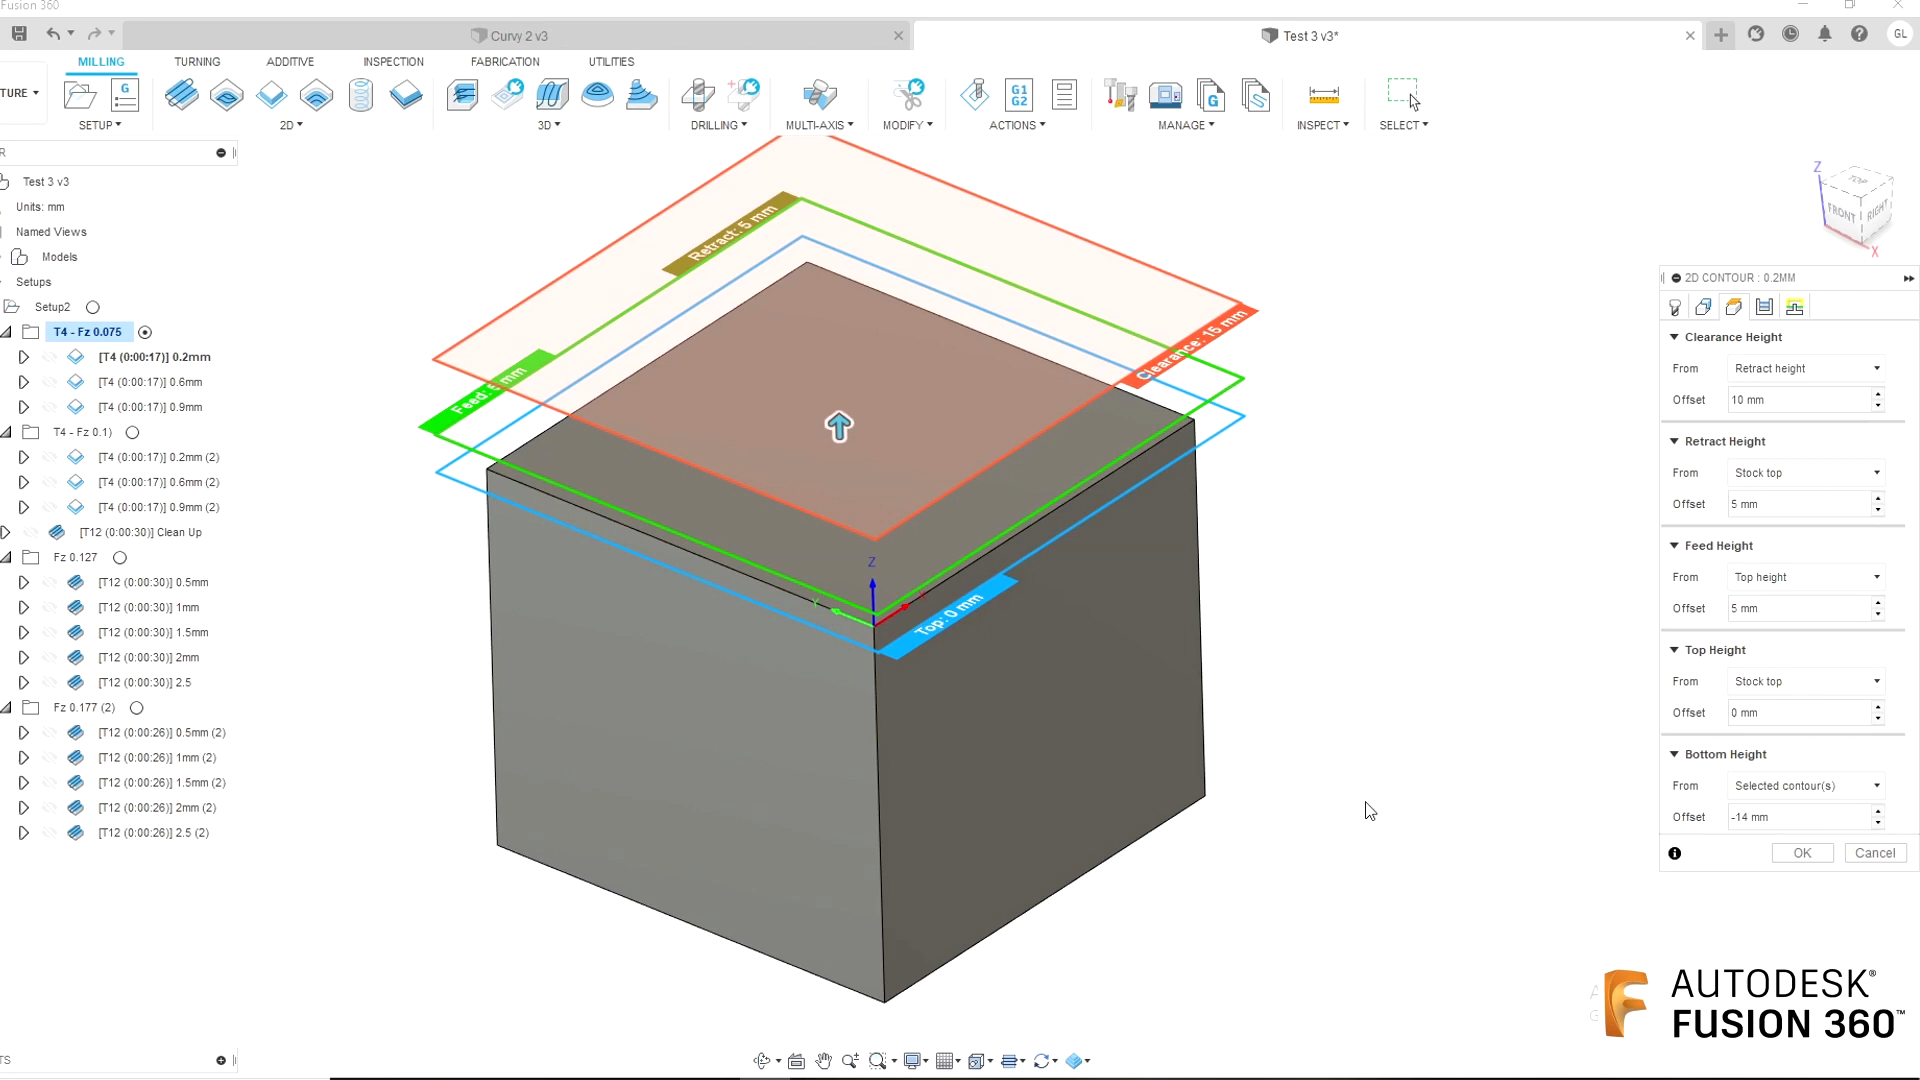 Fusion 360
Curvy 2 v3
Test 3 v3*
GL
MILLING
TURNING
ADDITIVE
INSPECTION
FABRICATION
UTILITIES
TURE
G
G1
G2
G
SETUP
2D
3D
DRILLING
MULTI-AXIS
MODIFY
ACTIONS
MANAGE
INSPECT
SELECT
R
Test 3 v3
Units: mm
Named Views
Models
Setups
Setup2
T4 - Fz 0.075
[T4 (0:00:17)] 0.2mm
[T4 (0:00:17)] 0.6mm
[T4 (0:00:17)] 0.9mm
T4 - Fz 0.1)
[T4 (0:00:17)] 0.2mm (2)
[T4 (0:00:17)] 0.6mm (2)
[T4 (0:00:17)] 0.9mm (2)
[T12 (0:00:30)] Clean Up
Fz 0.127
[T12 (0:00:30)] 0.5mm
[T12 (0:00:30)] 1mm
[T12 (0:00:30)] 1.5mm
[T12 (0:00:30)] 2mm
[T12 (0:00:30)] 2.5
Fz 0.177 (2)
[T12 (0:00:26)] 0.5mm (2)
[T12 (0:00:26)] 1mm (2)
[T12 (0:00:26)] 1.5mm (2)
[T12 (0:00:26)] 2mm (2)
[T12 (0:00:26)] 2.5 (2)
TS
Retract: 5 mm
Clearance: 15 mm
Feed: 5 mm
Top: 0 mm
Z
Y
Z
TOP
FRONT
RIGHT
X
2D CONTOUR : 0.2MM
Clearance Height
From Retract height
Offset 10 mm
Retract Height
From Stock top
Offset 5 mm
Feed Height
From Top height
Offset 5 mm
Top Height
From Stock top
Offset 0 mm
Bottom Height
From Selected contour(s)
Offset -14 mm
OK
Cancel
AUTODESK®
FUSION 360™